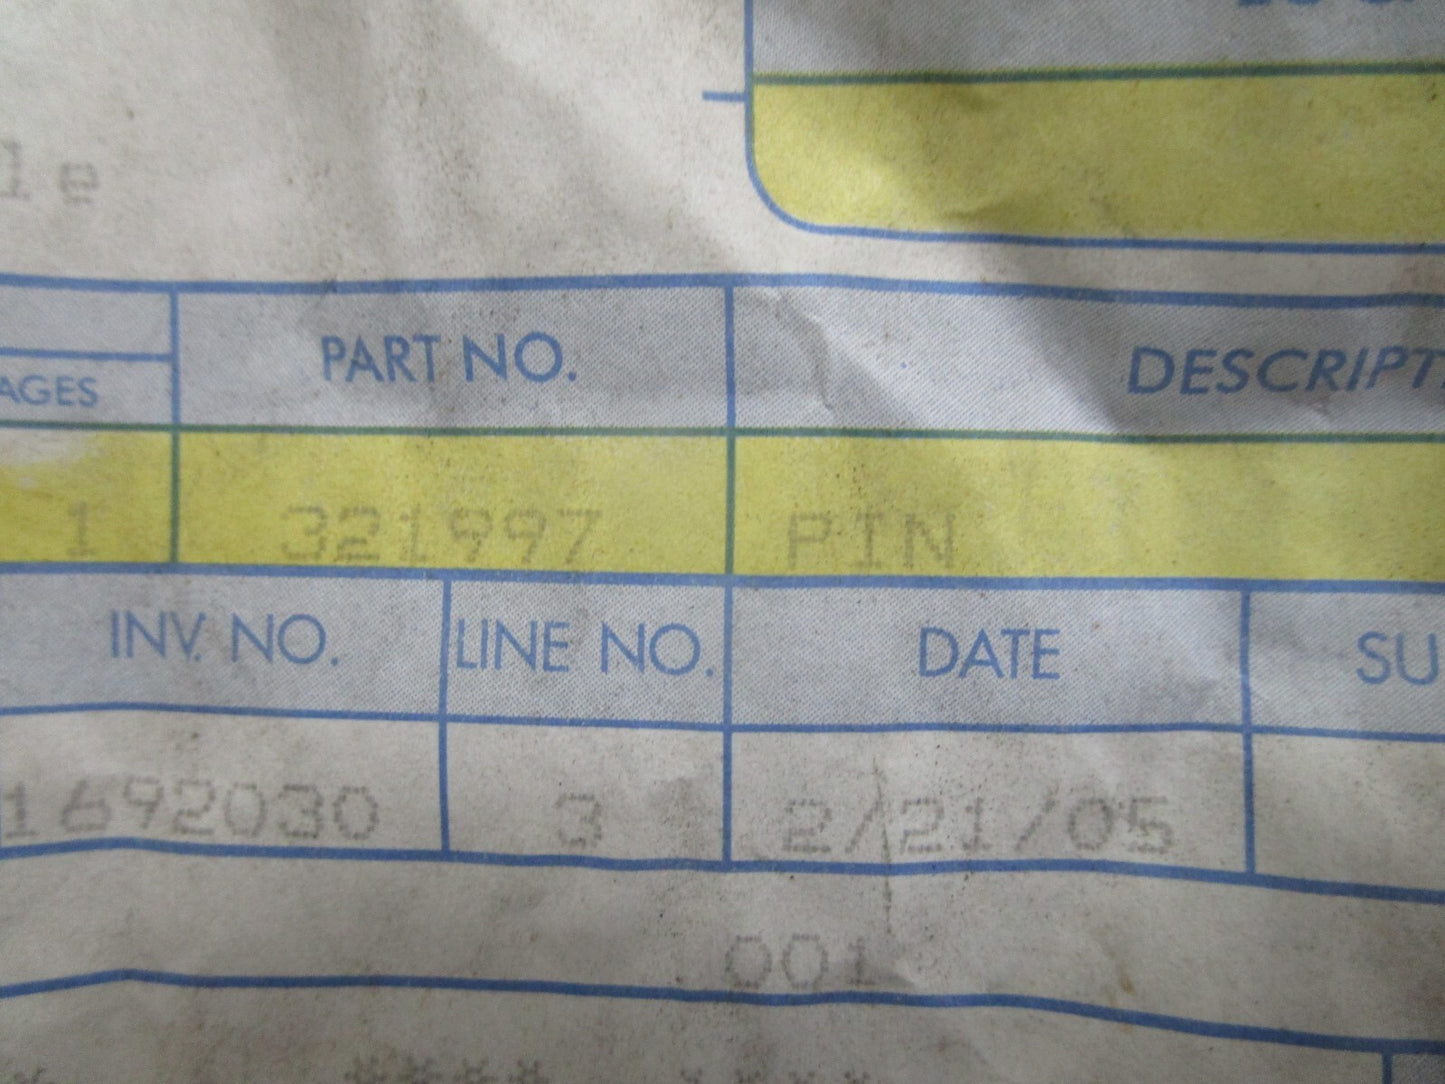 le
PART NO. DESCRIPT
AGES
1 321997 PIN
INV. NO. LINE NO. DATE SU
1692030 3 2/21/05
001
**** ****